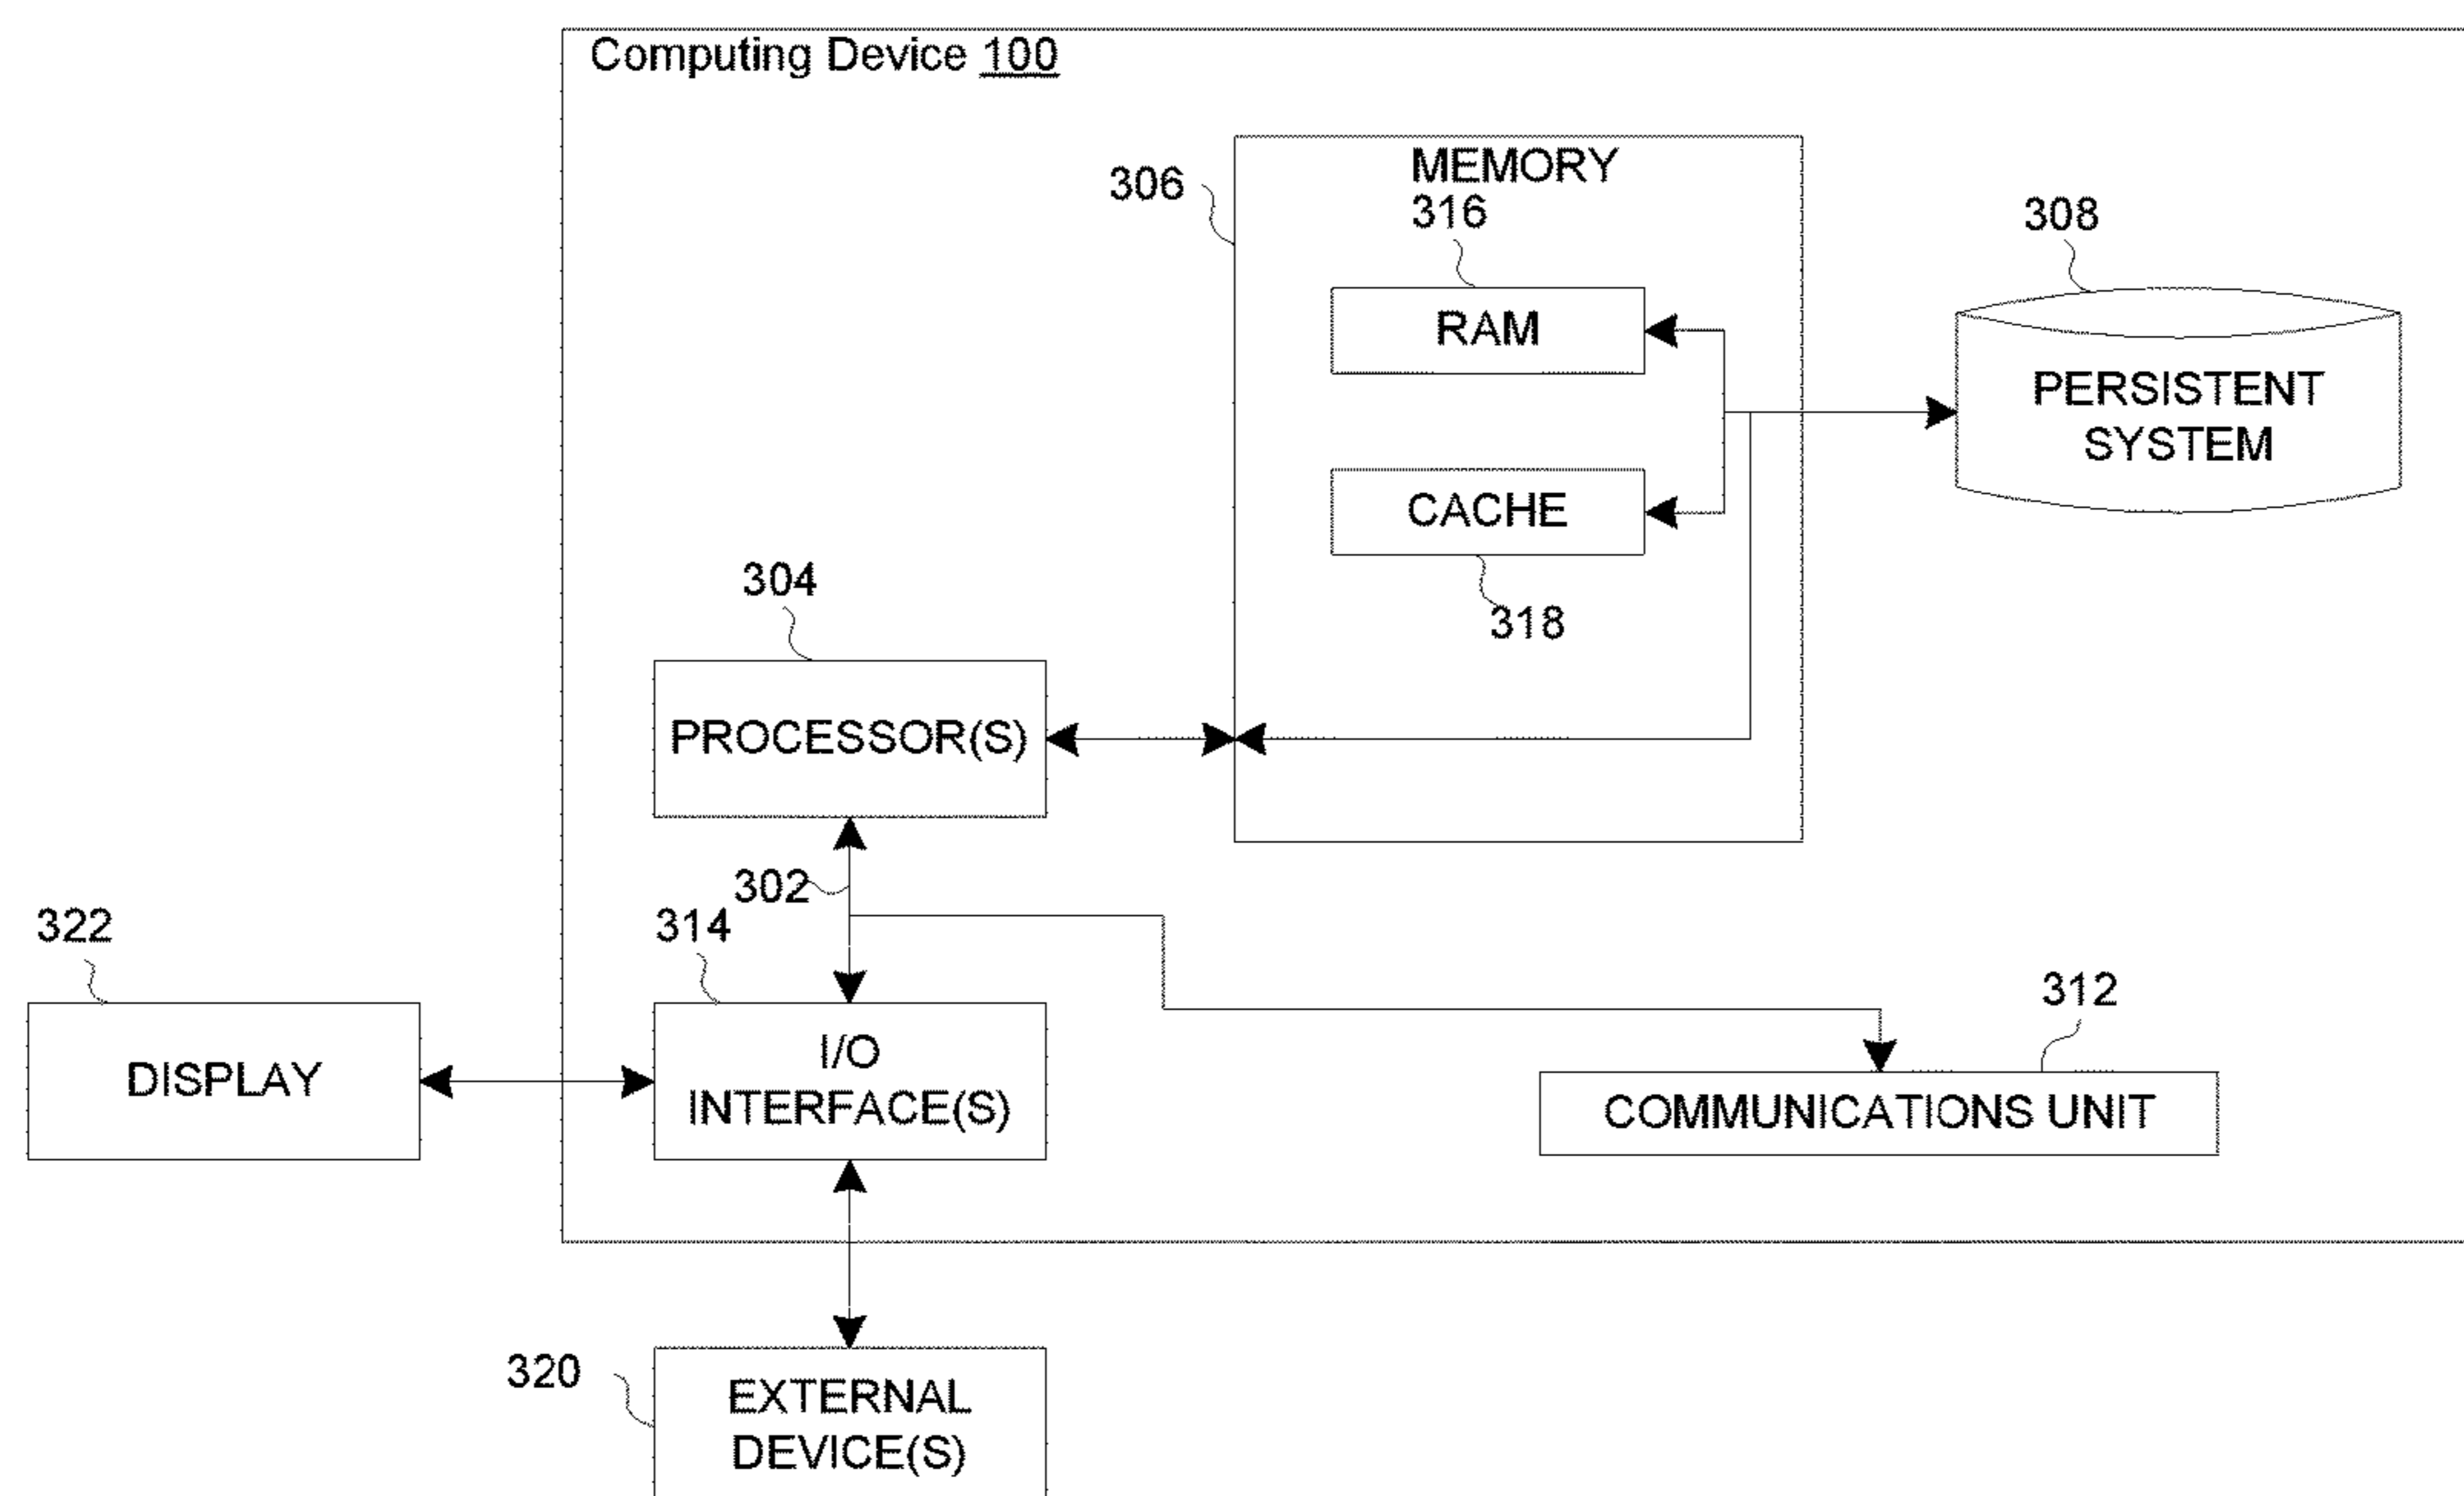 Computing Device 100
306
MEMORY
316
308
RAM
PERSISTENT
SYSTEM
CACHE
318
304
PROCESSOR(S)
302
322
314
312
DISPLAY
I/O
INTERFACE(S)
COMMUNICATIONS UNIT
320
EXTERNAL
DEVICE(S)